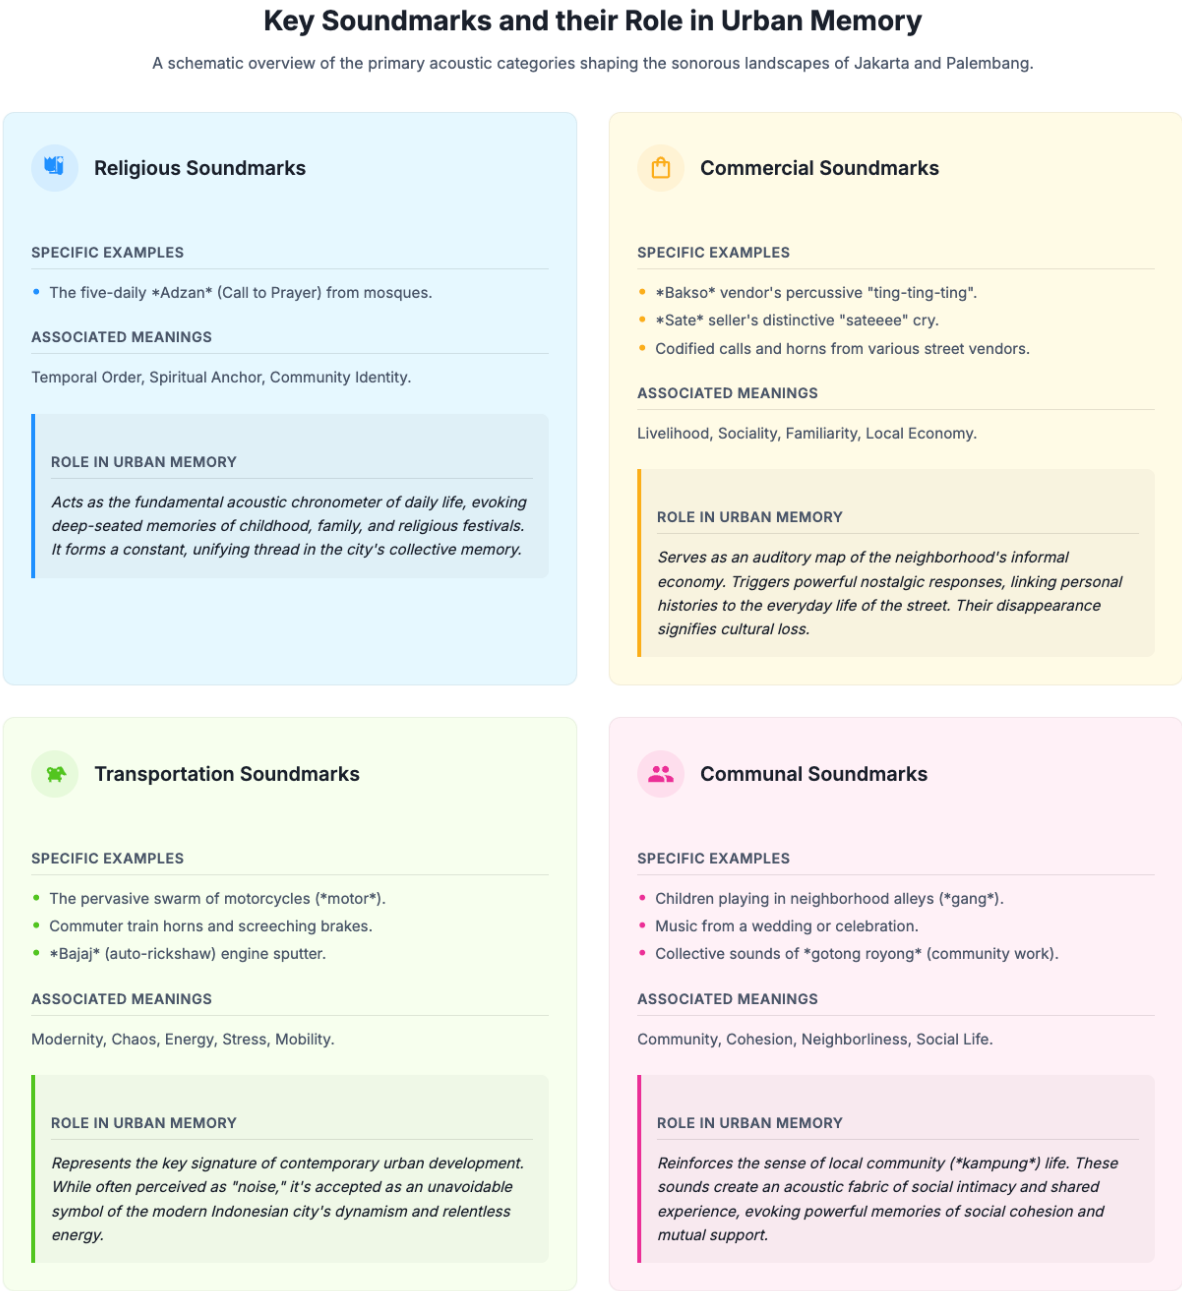 Key Soundmarks and their Role in Urban Memory
A schematic overview of the primary acoustic categories shaping the sonorous landscapes of Jakarta and Palembang.
Religious Soundmarks
SPECIFIC EXAMPLES
• The five-daily *Adzan* (Call to Prayer) from mosques.
ASSOCIATED MEANINGS
Temporal Order, Spiritual Anchor, Community Identity.
ROLE IN URBAN MEMORY
Acts as the fundamental acoustic chronometer of daily life, evoking
deep-seated memories of childhood, family, and religious festivals.
It forms a constant, unifying thread in the city's collective memory.
Commercial Soundmarks
SPECIFIC EXAMPLES
• *Bakso* vendor's percussive "ting-ting-ting".
• *Sate* seller's distinctive "sateeee" cry.
• Codified calls and horns from various street vendors.
ASSOCIATED MEANINGS
Livelihood, Sociality, Familiarity, Local Economy.
ROLE IN URBAN MEMORY
Serves as an auditory map of the neighborhood's informal
economy. Triggers powerful nostalgic responses, linking personal
histories to the everyday life of the street. Their disappearance
signifies cultural loss.
Transportation Soundmarks
SPECIFIC EXAMPLES
• The pervasive swarm of motorcycles (*motor*).
• Commuter train horns and screeching brakes.
• *Bajaj* (auto-rickshaw) engine sputter.
ASSOCIATED MEANINGS
Modernity, Chaos, Energy, Stress, Mobility.
ROLE IN URBAN MEMORY
Represents the key signature of contemporary urban development.
While often perceived as "noise," it's accepted as an unavoidable
symbol of the modern Indonesian city's dynamism and relentless
energy.
Communal Soundmarks
SPECIFIC EXAMPLES
• Children playing in neighborhood alleys (*gang*).
• Music from a wedding or celebration.
• Collective sounds of *gotong royong* (community work).
ASSOCIATED MEANINGS
Community, Cohesion, Neighborliness, Social Life.
ROLE IN URBAN MEMORY
Reinforces the sense of local community (*kampung*) life. These
sounds create an acoustic fabric of social intimacy and shared
experience, evoking powerful memories of social cohesion and
mutual support.